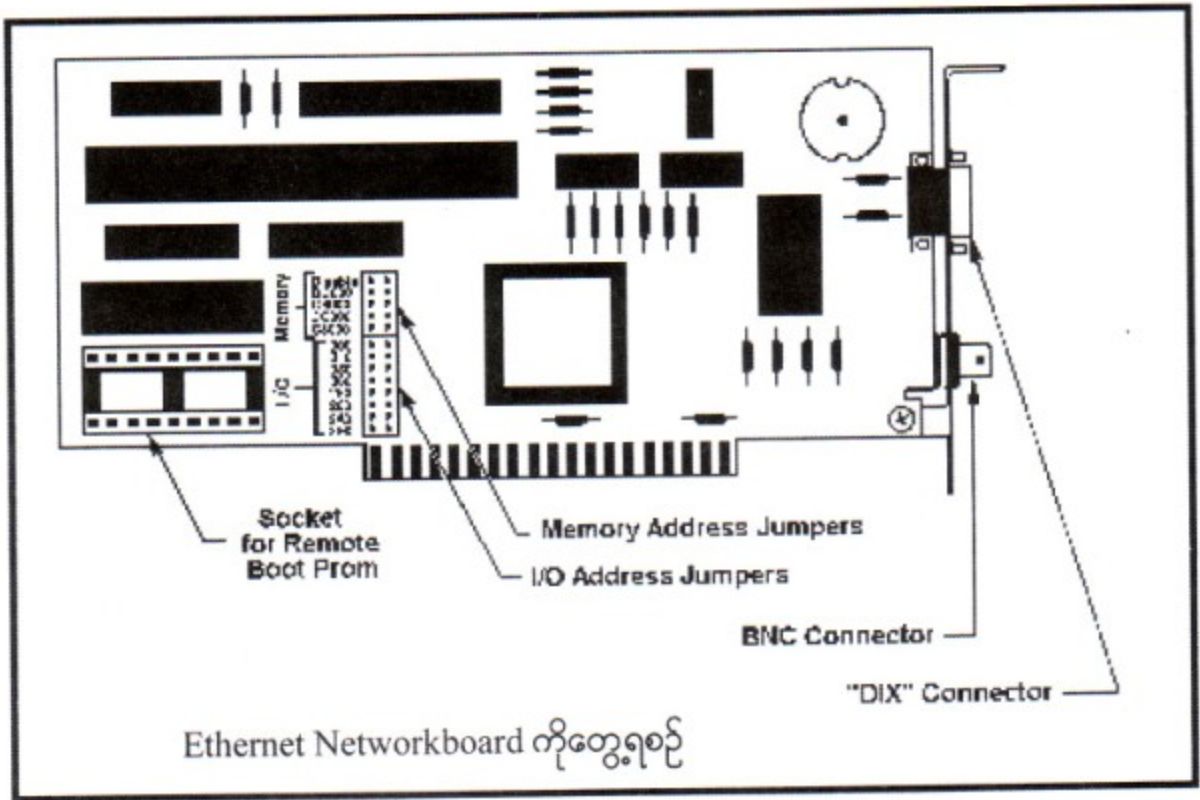 Memory
I/O
Socket
for Remote
Boot Prom
Memory Address Jumpers
I/O Address Jumpers
BNC Connector
"DIX" Connector
Ethernet Networkboard ကိုတွေ့ရစဉ်